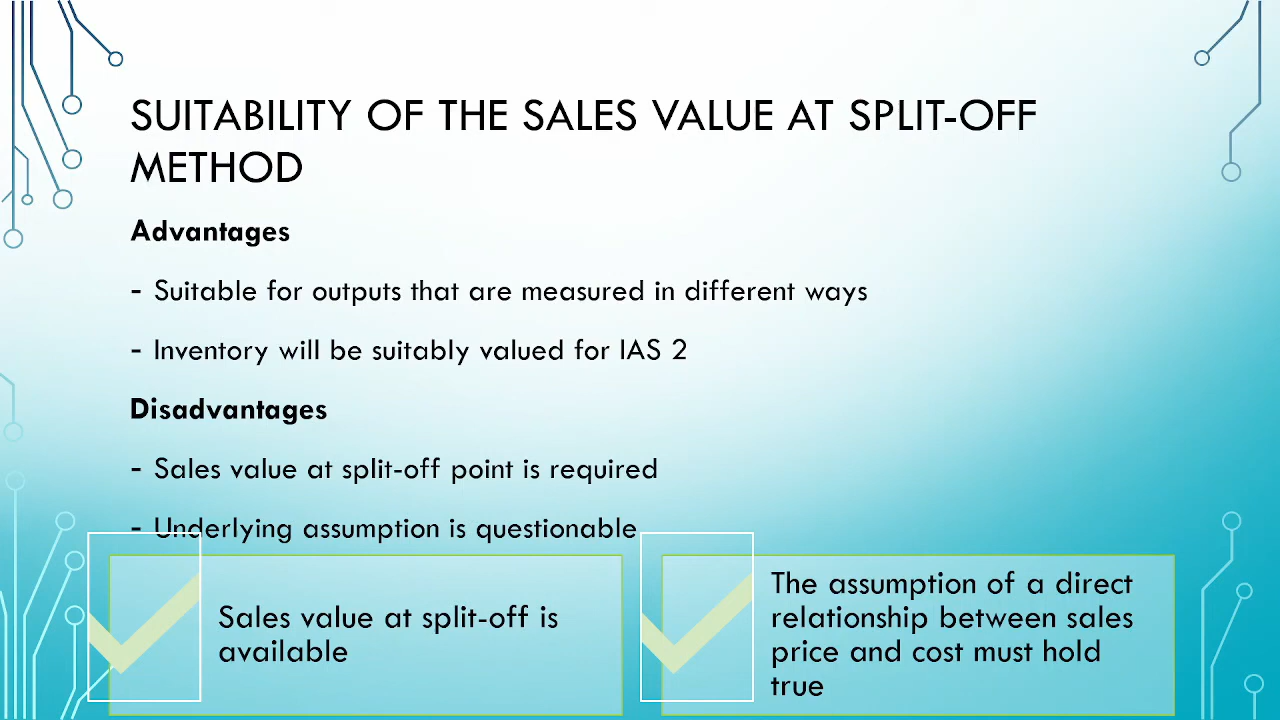 SUITABILITY OF THE SALES VALUE AT SPLIT-OFF
METHOD
Advantages
- Suitable for outputs that are measured in different ways
- Inventory will be suitably valued for IAS 2
Disadvantages
- Sales value at split-off point is required
- Underlying assumption is questionable
Sales value at split-off is
available
The assumption of a direct
relationship between sales
price and cost must hold
true